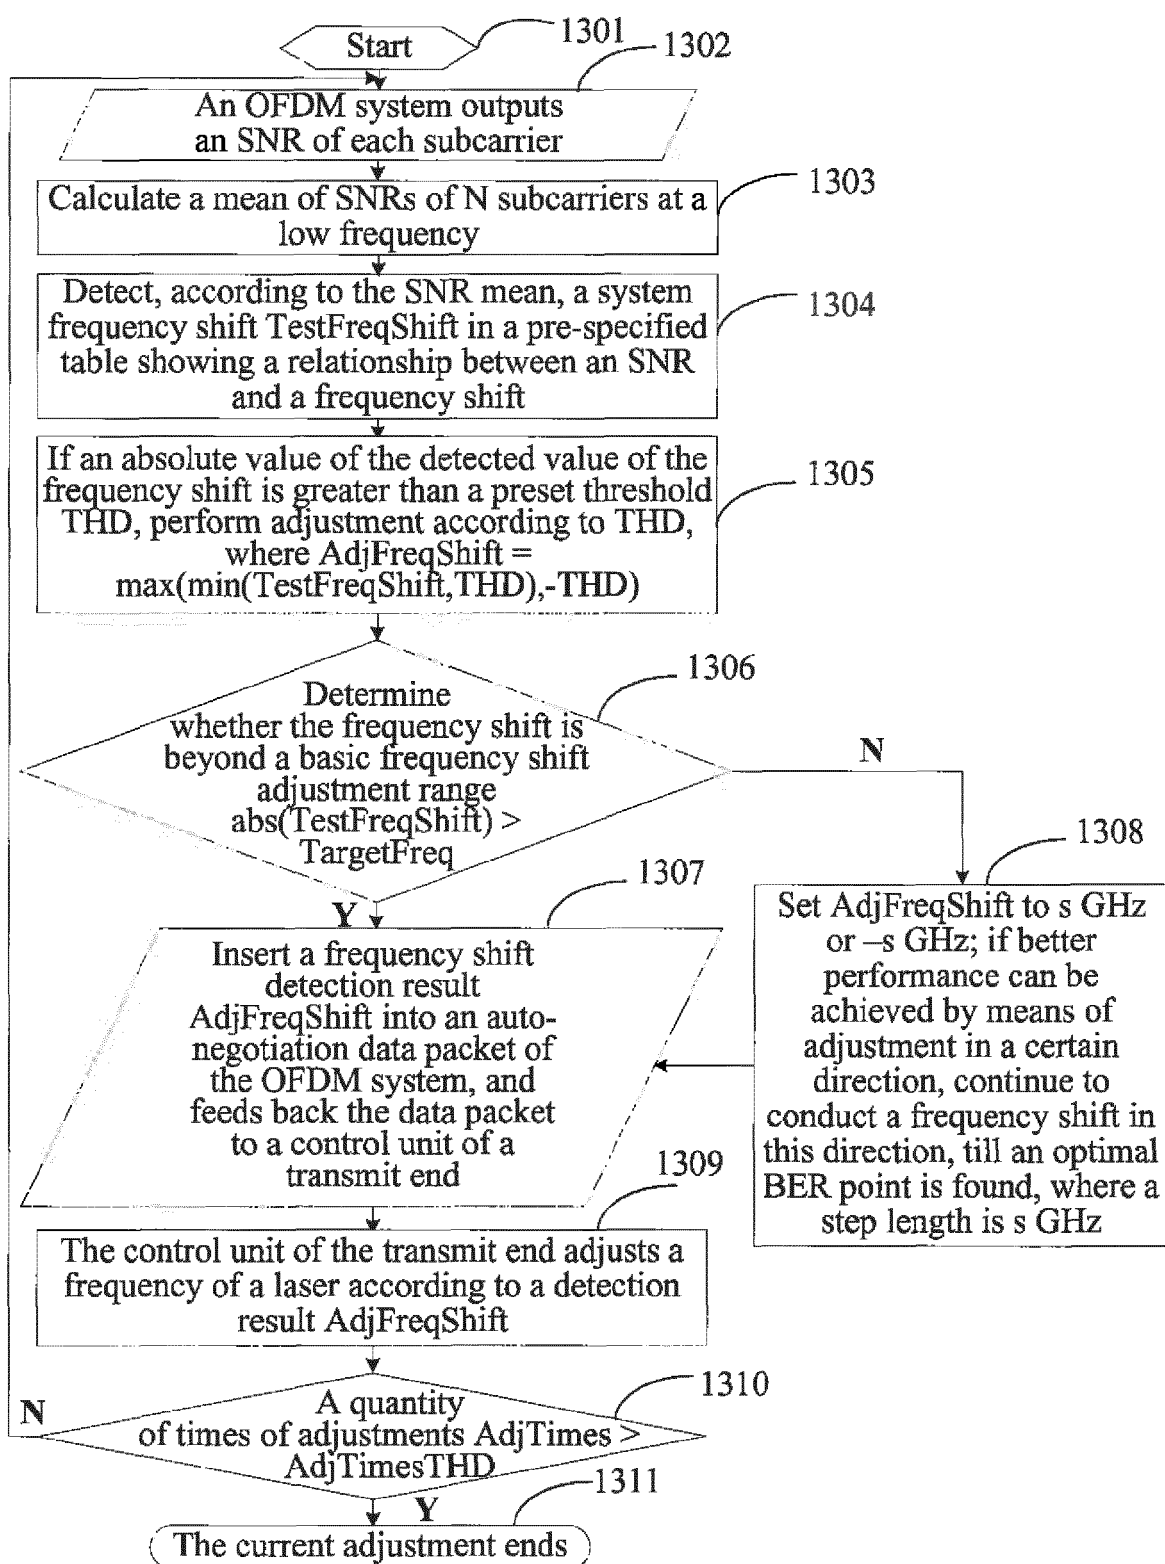 Start
1301
1302
An OFDM system outputs
an SNR of each subcarrier
1303
Calculate a mean of SNRs of N subcarriers at a
low frequency
1304
Detect, according to the SNR mean, a system
frequency shift TestFreqShift in a pre-specified
table showing a relationship between an SNR
and a frequency shift
1305
If an absolute value of the detected value of the
frequency shift is greater than a preset threshold
THD, perform adjustment according to THD,
where AdjFreqShift =
max(min(TestFreqShift,THD),-THD)
1306
Determine
whether the frequency shift is
beyond a basic frequency shift
adjustment range
abs(TestFreqShift) >
TargetFreq
N
Y
1307
Insert a frequency shift
detection result
AdjFreqShift into an auto-
negotiation data packet of
the OFDM system, and
feeds back the data packet
to a control unit of a
transmit end
1308
Set AdjFreqShift to s GHz
or –s GHz; if better
performance can be
achieved by means of
adjustment in a certain
direction, continue to
conduct a frequency shift in
this direction, till an optimal
BER point is found, where a
step length is s GHz
1309
The control unit of the transmit end adjusts a
frequency of a laser according to a detection
result AdjFreqShift
1310
A quantity
of times of adjustments AdjTimes >
AdjTimesTHD
N
Y
1311
The current adjustment ends